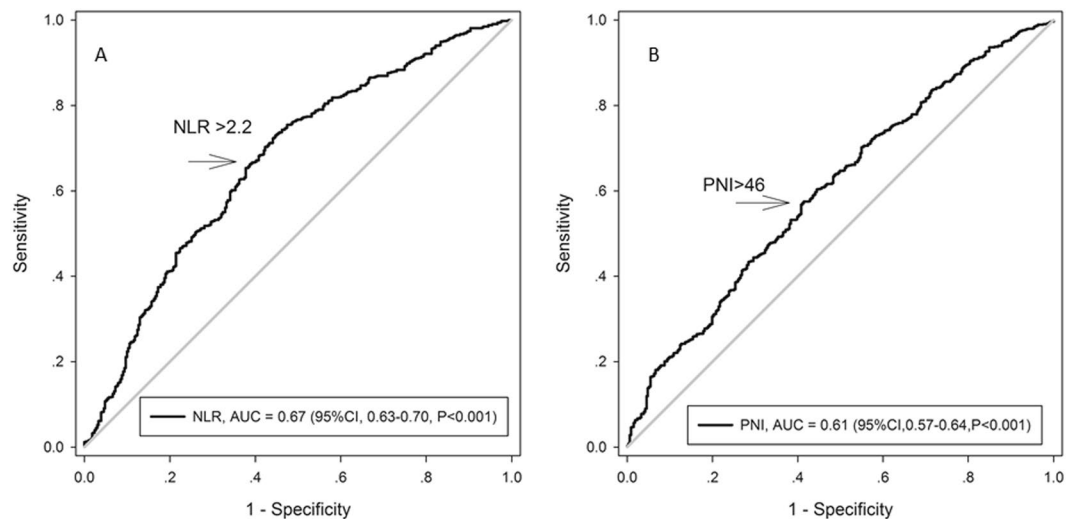 A
1.0
.8
.6
.4
.2
0.0
Sensitivity
NLR >2.2
NLR, AUC = 0.67 (95%CI, 0.63-0.70, P<0.001)
0.0 .2 .4 .6 .8 1.0
1 - Specificity
B
1.0
.8
.6
.4
.2
0.0
Sensitivity
PNI>46
PNI, AUC = 0.61 (95%CI,0.57-0.64,P<0.001)
0.0 .2 .4 .6 .8 1.0
1 - Specificity